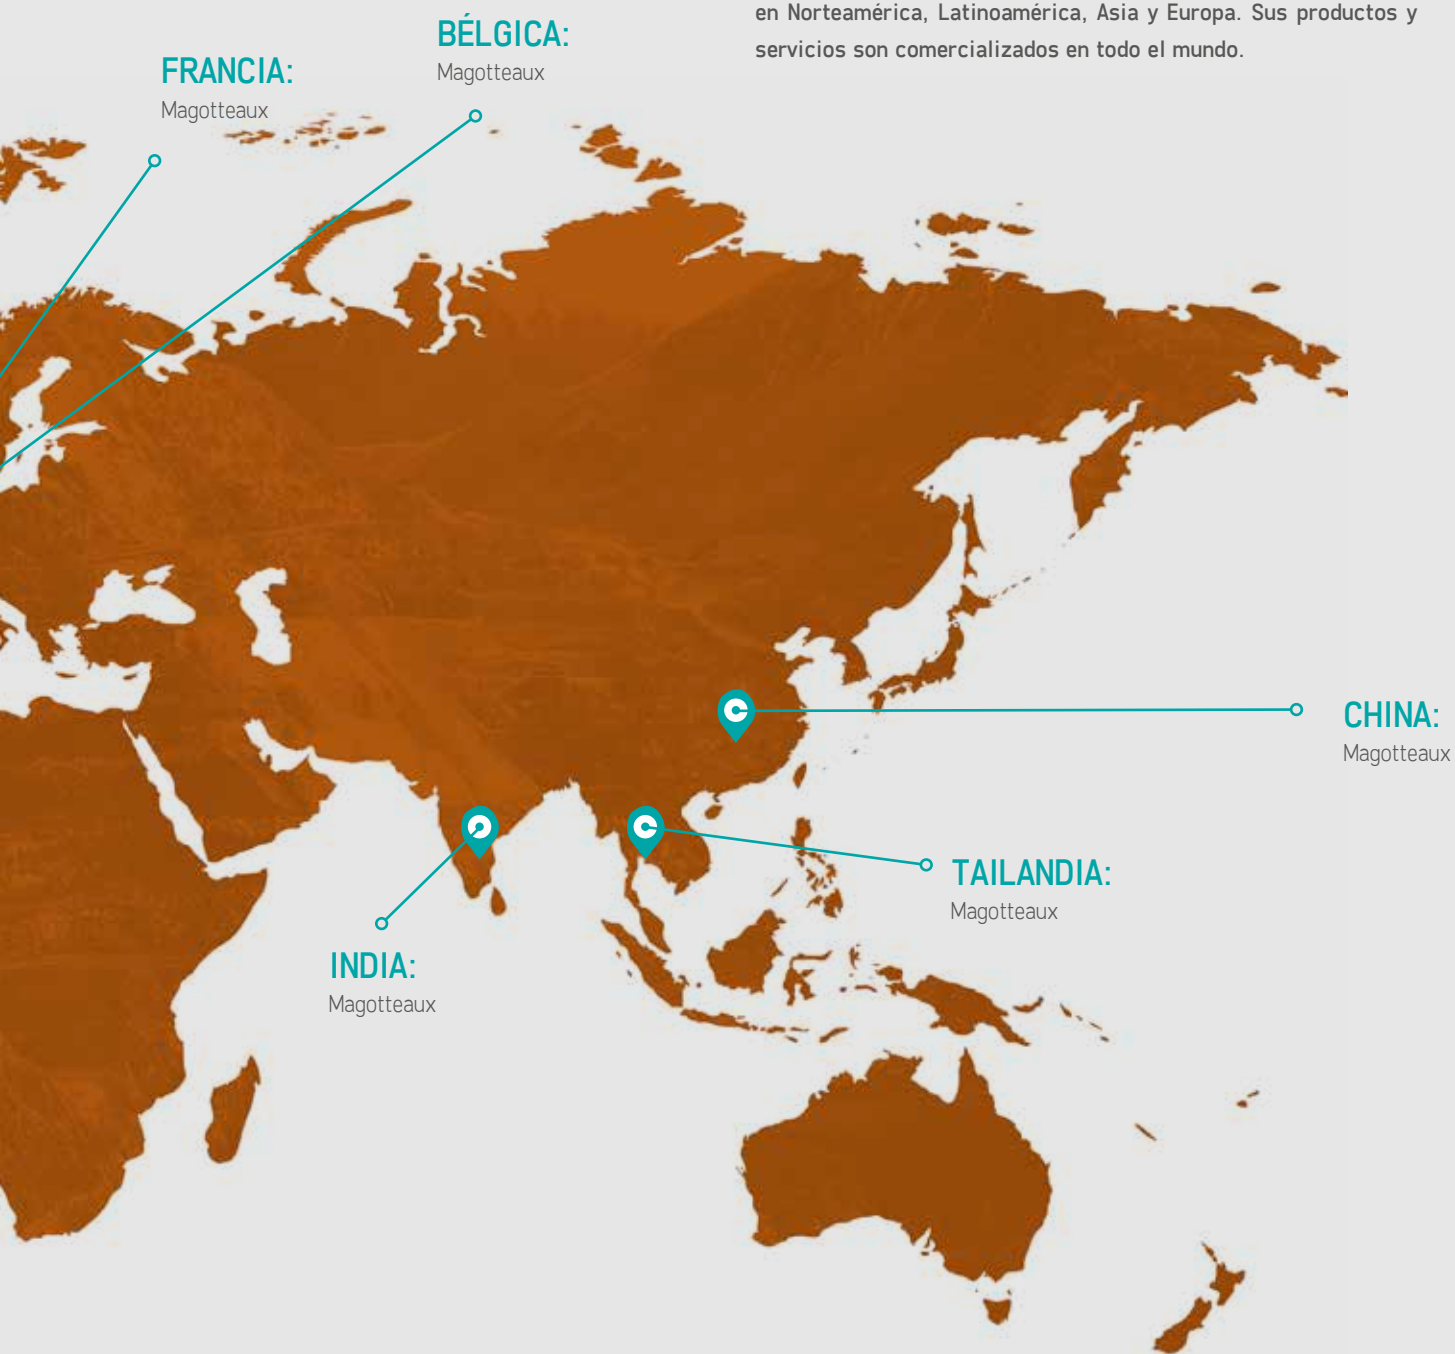 en Norteamérica, Latinoamérica, Asia y Europa. Sus productos y
servicios son comercializados en todo el mundo.
BÉLGICA:
Magotteaux
FRANCIA:
Magotteaux
CHINA:
Magotteaux
TAILANDIA:
Magotteaux
INDIA:
Magotteaux